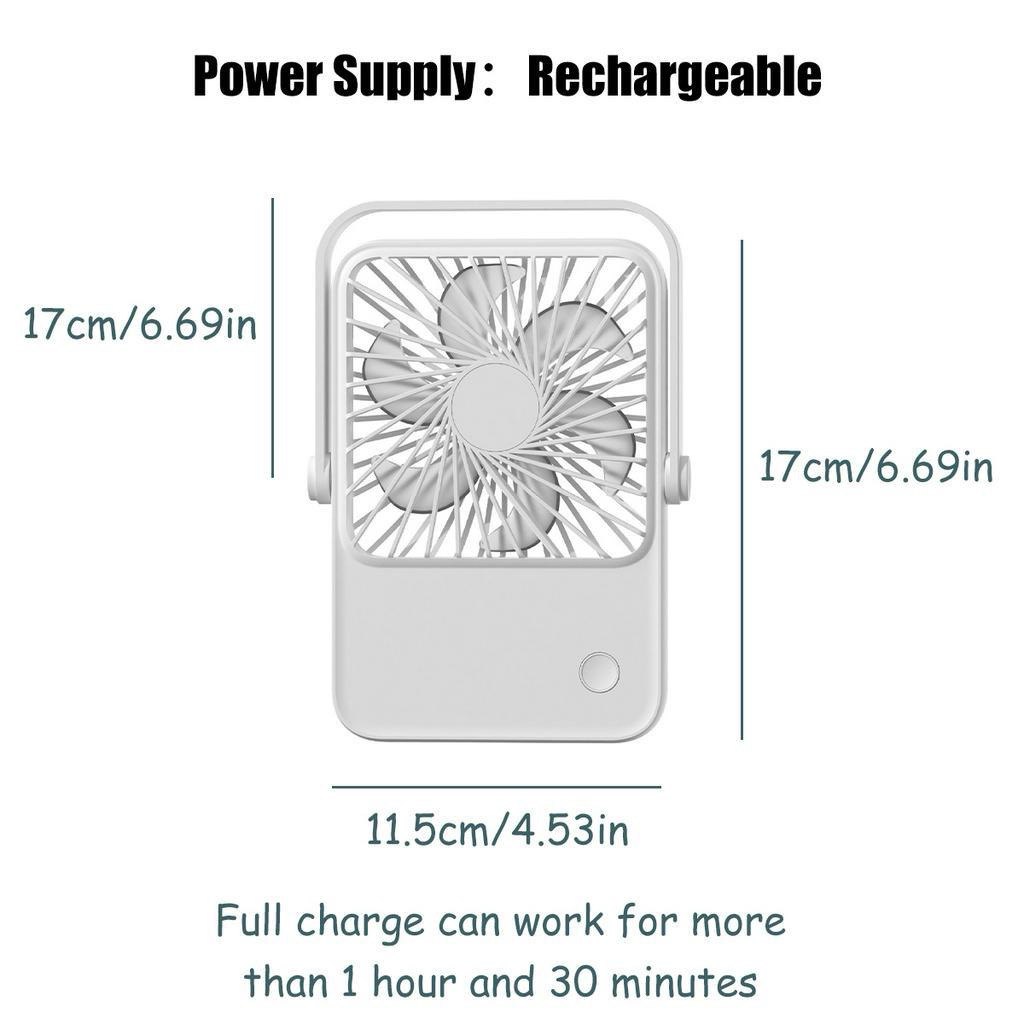 Power Supply： Rechargeable
17cm/6.69in
17cm/6.69in
11.5cm/4.53in
Full charge can work for more
than 1 hour and 30 minutes